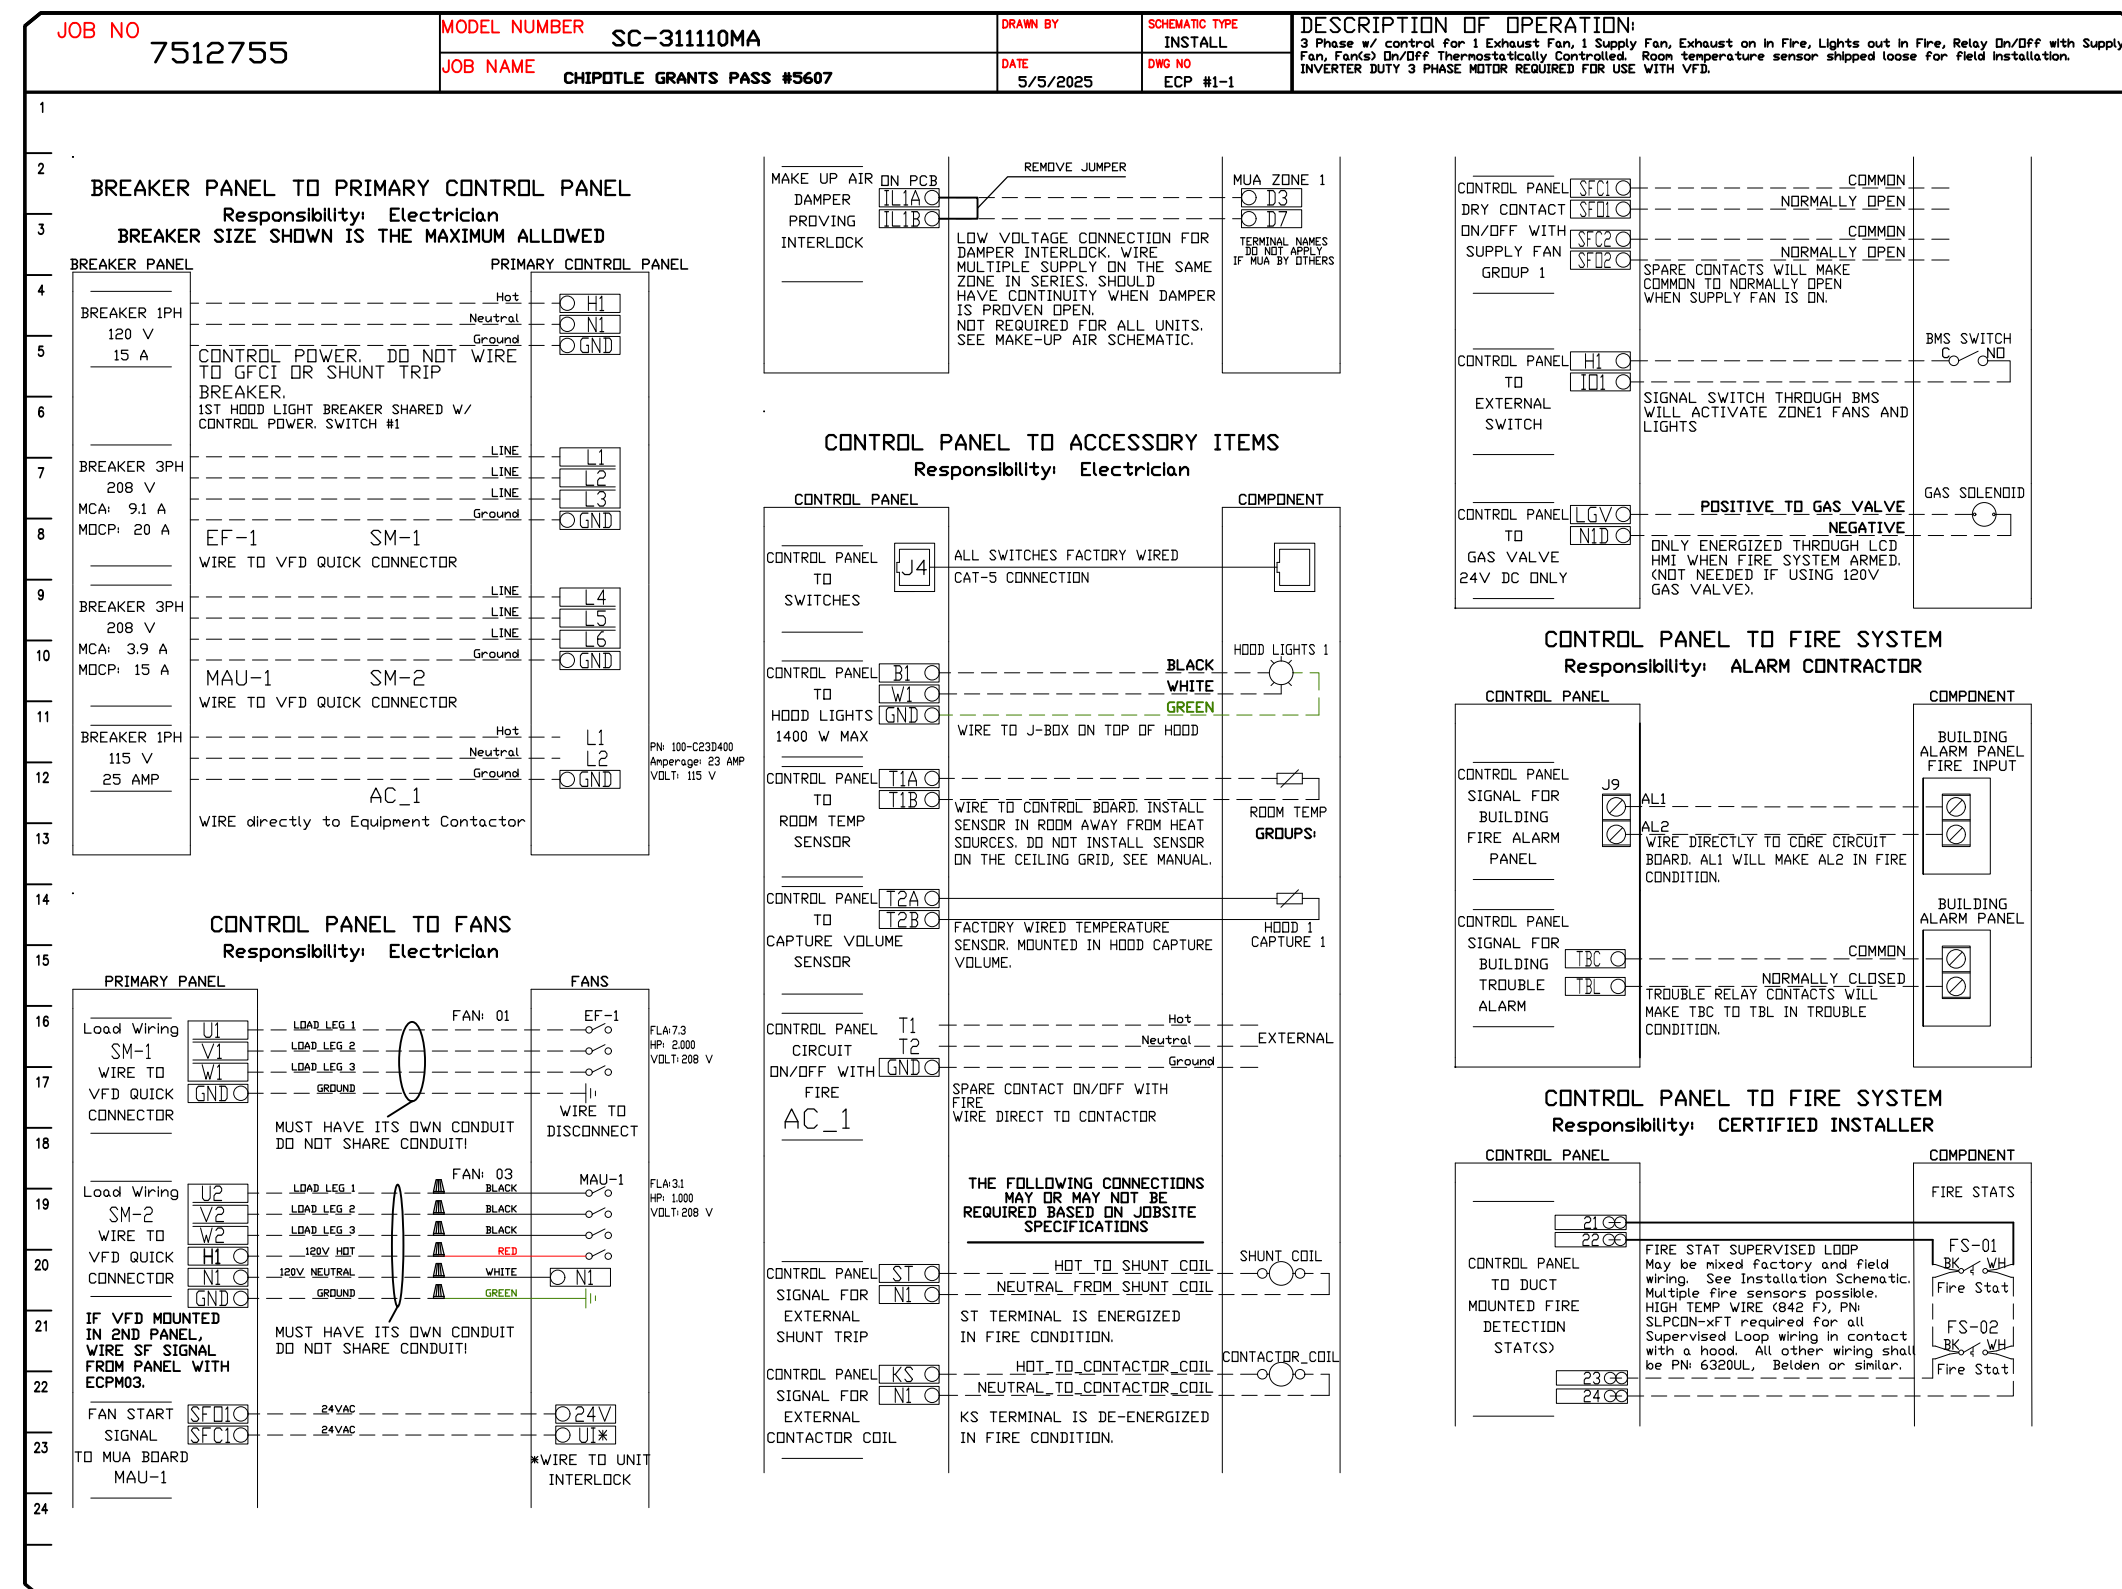 JOB NO
7512755
MODEL NUMBER
SC-311110MA
JOB NAME
CHIPOTLE GRANTS PASS #5607
DRAWN BY
DATE
5/5/2025
SCHEMATIC TYPE
INSTALL
DWG NO
ECP #1-1
DESCRIPTION OF OPERATION:
3 Phase w/ control for 1 Exhaust Fan, 1 Supply Fan, Exhaust on in Fire, Lights out in Fire, Relay On/Off with Supply
Fan, Fan(s) On/Off Thermostatically Controlled. Room temperature sensor shipped loose for field installation.
INVERTER DUTY 3 PHASE MOTOR REQUIRED FOR USE WITH VFD.
1
2
3
4
5
6
7
8
9
10
11
12
13
14
15
16
17
18
19
20
21
22
23
24
BREAKER PANEL TO PRIMARY CONTROL PANEL
Responsibility: Electrician
BREAKER SIZE SHOWN IS THE MAXIMUM ALLOWED
BREAKER PANEL
PRIMARY CONTROL PANEL
BREAKER 1PH
120 V
15 A
Hot
H1
Neutral
N1
Ground
GND
CONTROL POWER. DO NOT WIRE
TO GFCI OR SHUNT TRIP
BREAKER.
1ST HOOD LIGHT BREAKER SHARED W/
CONTROL POWER. SWITCH #1
BREAKER 3PH
208 V
MCA: 9.1 A
MOCP: 20 A
LINE
L1
LINE
L2
LINE
L3
Ground
GND
EF-1
SM-1
WIRE TO VFD QUICK CONNECTOR
BREAKER 3PH
208 V
MCA: 3.9 A
MOCP: 15 A
LINE
L4
LINE
L5
LINE
L6
Ground
GND
MAU-1
SM-2
WIRE TO VFD QUICK CONNECTOR
BREAKER 1PH
115 V
25 AMP
Hot
L1
Neutral
L2
Ground
GND
PN: 100-C23D400
Amperage: 23 AMP
VOLT: 115 V
AC_1
WIRE directly to Equipment Contactor
CONTROL PANEL TO FANS
Responsibility: Electrician
PRIMARY PANEL
FANS
Load Wiring
SM-1
WIRE TO
VFD QUICK
CONNECTOR
U1
V1
W1
GND
LOAD LEG 1
LOAD LEG 2
LOAD LEG 3
GROUND
FAN: 01
EF-1
FLA:7.3
HP: 2.000
VOLT:208 V
WIRE TO
DISCONNECT
MUST HAVE ITS OWN CONDUIT
DO NOT SHARE CONDUIT!
Load Wiring
SM-2
WIRE TO
VFD QUICK
CONNECTOR
U2
V2
W2
H1
N1
GND
LOAD LEG 1
LOAD LEG 2
LOAD LEG 3
120V HOT
120V NEUTRAL
GROUND
FAN: 03
BLACK
BLACK
BLACK
RED
WHITE
GREEN
MAU-1
N1
FLA:3.1
HP: 1.000
VOLT:208 V
IF VFD MOUNTED
IN 2ND PANEL,
WIRE SF SIGNAL
FROM PANEL WITH
ECPM03.
MUST HAVE ITS OWN CONDUIT
DO NOT SHARE CONDUIT!
FAN START
SIGNAL
TO MUA BOARD
MAU-1
SFO1
SFC1
24VAC
24VAC
24V
UI*
*WIRE TO UNIT
INTERLOCK
MAKE UP AIR
DAMPER
PROVING
INTERLOCK
ON PCB
IL1A
IL1B
REMOVE JUMPER
MUA ZONE 1
D3
D7
TERMINAL NAMES
DO NOT APPLY
IF MUA BY OTHERS
LOW VOLTAGE CONNECTION FOR
DAMPER INTERLOCK. WIRE
MULTIPLE SUPPLY ON THE SAME
ZONE IN SERIES. SHOULD
HAVE CONTINUITY WHEN DAMPER
IS PROVEN OPEN.
NOT REQUIRED FOR ALL UNITS.
SEE MAKE-UP AIR SCHEMATIC.
CONTROL PANEL TO ACCESSORY ITEMS
Responsibility: Electrician
CONTROL PANEL
COMPONENT
CONTROL PANEL
TO
SWITCHES
J4
ALL SWITCHES FACTORY WIRED
CAT-5 CONNECTION
CONTROL PANEL
TO
HOOD LIGHTS
1400 W MAX
B1
W1
GND
BLACK
WHITE
GREEN
HOOD LIGHTS 1
WIRE TO J-BOX ON TOP OF HOOD
CONTROL PANEL
TO
ROOM TEMP
SENSOR
T1A
T1B
WIRE TO CONTROL BOARD. INSTALL
SENSOR IN ROOM AWAY FROM HEAT
SOURCES. DO NOT INSTALL SENSOR
ON THE CEILING GRID, SEE MANUAL.
ROOM TEMP
GROUPS:
CONTROL PANEL
TO
CAPTURE VOLUME
SENSOR
T2A
T2B
FACTORY WIRED TEMPERATURE
SENSOR. MOUNTED IN HOOD CAPTURE
VOLUME.
HOOD 1
CAPTURE 1
CONTROL PANEL
CIRCUIT
ON/OFF WITH
FIRE
AC_1
T1
T2
GND
Hot
Neutral
Ground
EXTERNAL
SPARE CONTACT ON/OFF WITH
FIRE
WIRE DIRECT TO CONTACTOR
THE FOLLOWING CONNECTIONS
MAY OR MAY NOT BE
REQUIRED BASED ON JOBSITE
SPECIFICATIONS
CONTROL PANEL
SIGNAL FOR
EXTERNAL
SHUNT TRIP
ST
N1
HOT TO SHUNT COIL
NEUTRAL FROM SHUNT COIL
SHUNT COIL
ST TERMINAL IS ENERGIZED
IN FIRE CONDITION.
CONTROL PANEL
SIGNAL FOR
EXTERNAL
CONTACTOR COIL
KS
N1
HOT_TO_CONTACTOR_COIL
NEUTRAL_TO_CONTACTOR_COIL
CONTACTOR_COIL
KS TERMINAL IS DE-ENERGIZED
IN FIRE CONDITION.
CONTROL PANEL
DRY CONTACT
ON/OFF WITH
SUPPLY FAN
GROUP 1
SFC1
SFO1
SFC2
SFO2
COMMON
NORMALLY OPEN
COMMON
NORMALLY OPEN
SPARE CONTACTS WILL MAKE
COMMON TO NORMALLY OPEN
WHEN SUPPLY FAN IS ON.
CONTROL PANEL
TO
EXTERNAL
SWITCH
H1
IO1
BMS SWITCH
C
NO
SIGNAL SWITCH THROUGH BMS
WILL ACTIVATE ZONE1 FANS AND
LIGHTS
CONTROL PANEL
TO
GAS VALVE
24V DC ONLY
LGV
N1D
POSITIVE TO GAS VALVE
NEGATIVE
GAS SOLENOID
ONLY ENERGIZED THROUGH LCD
HMI WHEN FIRE SYSTEM ARMED.
(NOT NEEDED IF USING 120V
GAS VALVE).
CONTROL PANEL TO FIRE SYSTEM
Responsibility: ALARM CONTRACTOR
CONTROL PANEL
COMPONENT
CONTROL PANEL
SIGNAL FOR
BUILDING
FIRE ALARM
PANEL
J9
AL1
AL2
BUILDING
ALARM PANEL
FIRE INPUT
WIRE DIRECTLY TO CORE CIRCUIT
BOARD. AL1 WILL MAKE AL2 IN FIRE
CONDITION.
CONTROL PANEL
SIGNAL FOR
BUILDING
TROUBLE
ALARM
TBC
TBL
COMMON
NORMALLY CLOSED
BUILDING
ALARM PANEL
TROUBLE RELAY CONTACTS WILL
MAKE TBC TO TBL IN TROUBLE
CONDITION.
CONTROL PANEL TO FIRE SYSTEM
Responsibility: CERTIFIED INSTALLER
CONTROL PANEL
COMPONENT
CONTROL PANEL
TO DUCT
MOUNTED FIRE
DETECTION
STAT(S)
21
22
23
24
FIRE STAT SUPERVISED LOOP
May be mixed factory and field
wiring. See Installation Schematic.
Multiple fire sensors possible.
HIGH TEMP WIRE (842 F), PN:
SLPCON-xFT required for all
Supervised Loop wiring in contact
with a hood. All other wiring shall
be PN: 6320UL, Belden or similar.
FIRE STATS
FS-01
BK
WH
Fire Stat
FS-02
BK
WH
Fire Stat